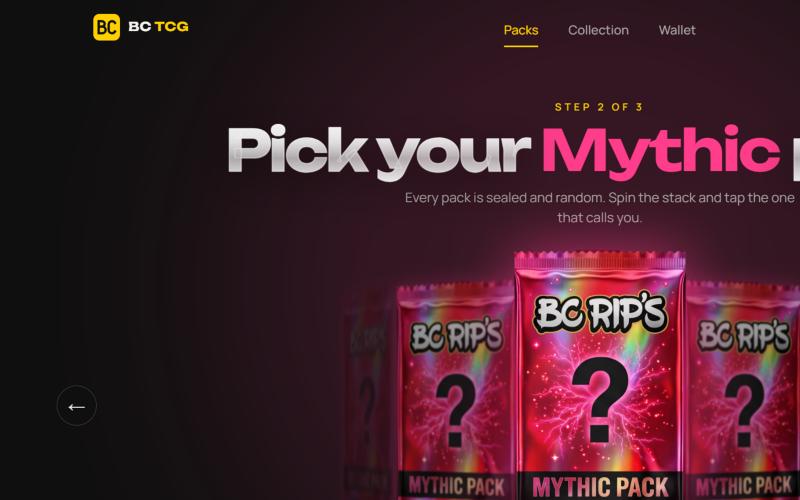 BC BC TCG
Packs Collection Wallet
STEP 2 OF 3
Pick your Mythic
Every pack is sealed and random. Spin the stack and tap the one
that calls you.
BC RIP'S BC RIP'S BC RIP'S
? ? ? ?
MYTHIC PACK MYTHIC PACK MYTHIC PACK